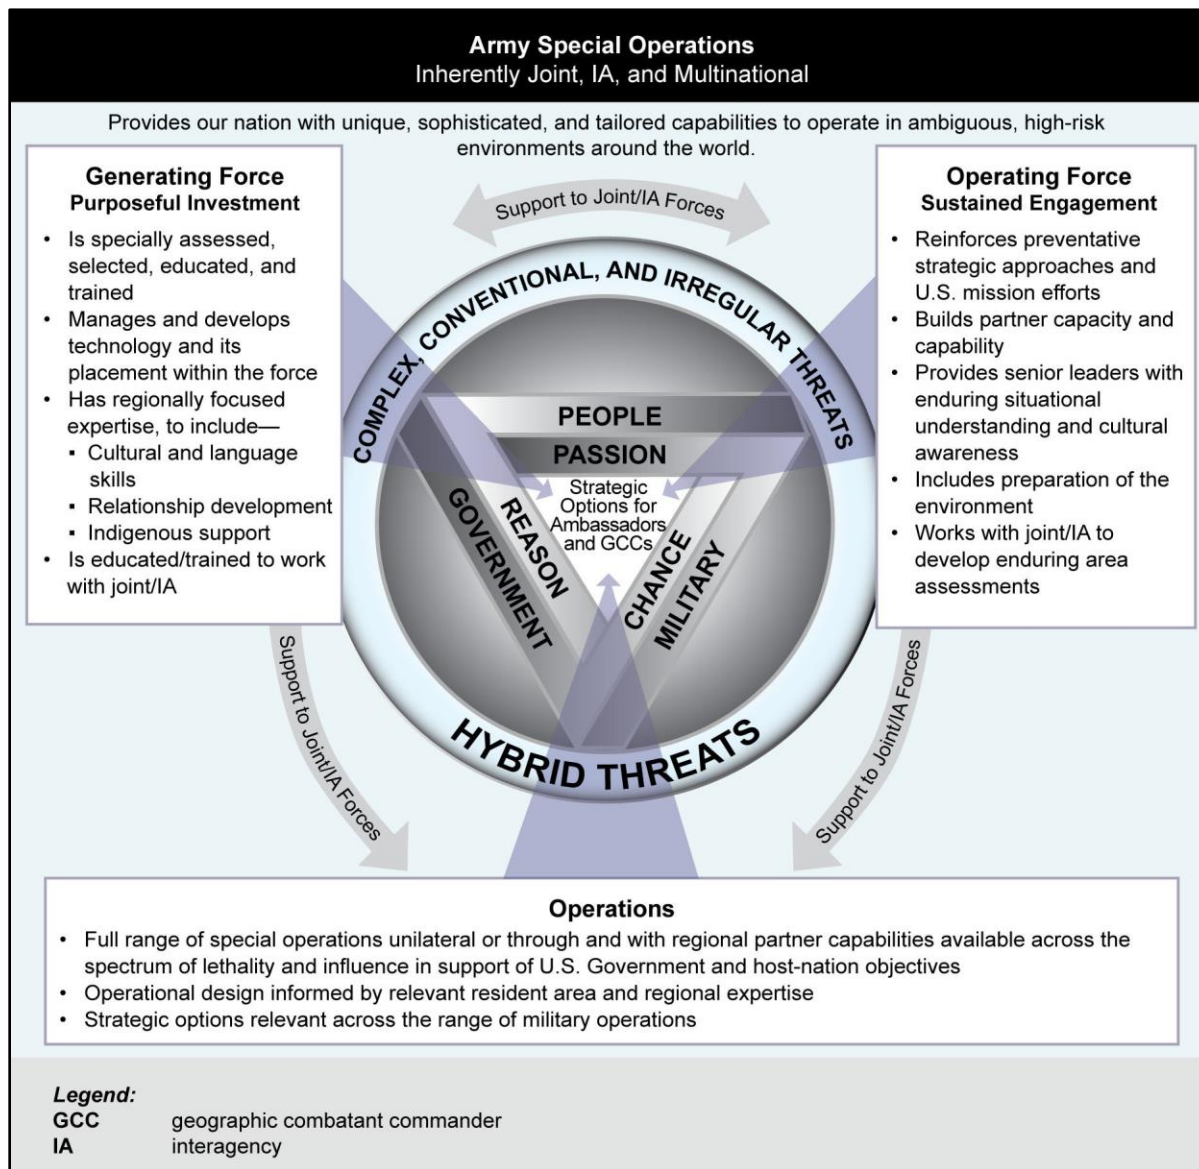 Army Special Operations
Inherently Joint, IA, and Multinational
Provides our nation with unique, sophisticated, and tailored capabilities to operate in ambiguous, high-risk
environments around the world.
Generating Force
Purposeful Investment
• Is specially assessed,
selected, educated, and
trained
• Manages and develops
technology and its
placement within the force
• Has regionally focused
expertise, to include—
▪ Cultural and language
skills
▪ Relationship development
▪ Indigenous support
• Is educated/trained to work
with joint/IA
Support to Joint/IA Forces
Operating Force
Sustained Engagement
• Reinforces preventative
strategic approaches and
U.S. mission efforts
• Builds partner capacity and
capability
• Provides senior leaders with
enduring situational
understanding and cultural
awareness
• Includes preparation of the
environment
• Works with joint/IA to
develop enduring area
assessments
COMPLEX, CONVENTIONAL, AND IRREGULAR THREATS
PEOPLE
PASSION
GOVERNMENT
REASON
Strategic
Options for
Ambassadors
and GCCs
CHANCE
MILITARY
HYBRID THREATS
Support to Joint/IA Forces
Support to Joint/IA Forces
Operations
• Full range of special operations unilateral or through and with regional partner capabilities available across the
spectrum of lethality and influence in support of U.S. Government and host-nation objectives
• Operational design informed by relevant resident area and regional expertise
• Strategic options relevant across the range of military operations
Legend:
GCC geographic combatant commander
IA interagency